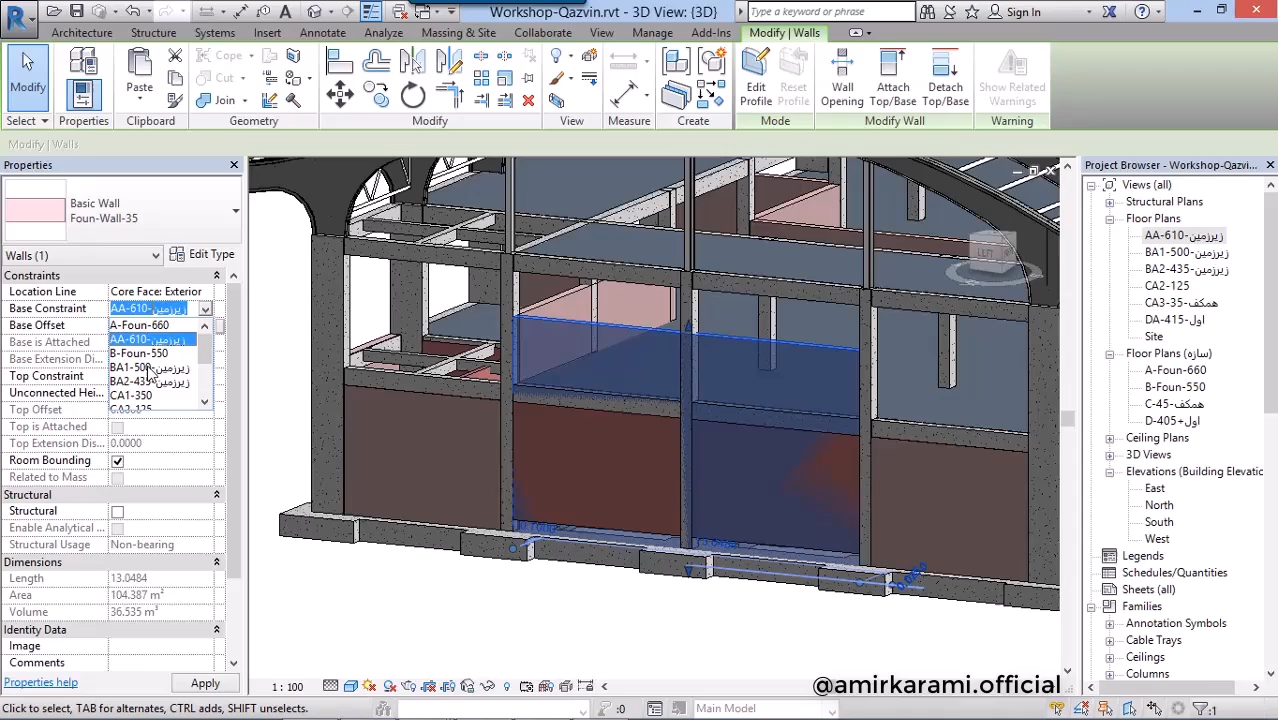 Workshop-Qazvin.rvt - 3D View: {3D}
Type a keyword or phrase
Sign In
Architecture Structure Systems Insert Annotate Analyze Massing & Site Collaborate View Manage Add-Ins Modify | Walls
Modify
Paste
Cope
Cut
Join
Edit Profile
Reset Profile
Wall Opening
Attach Top/Base
Detach Top/Base
Show Related Warnings
Select Properties Clipboard Geometry Modify View Measure Create Mode Modify Wall Warning
Modify | Walls
Properties
Basic Wall
Foun-Wall-35
Walls (1)
Edit Type
Constraints
Location Line Core Face: Exterior
Base Constraint AA-610-زیرزمین
Base Offset
Base is Attached
Base Extension Di...
Top Constraint
Unconnected Hei...
Top Offset
Top is Attached
Top Extension Dis... 0.0000
Room Bounding
Related to Mass
A-Foun-660
AA-610-زیرزمین
B-Foun-550
BA1-500-زیرزمین
BA2-435-زیرزمین
CA1-350
CA2-125
Structural
Structural
Enable Analytical ...
Structural Usage Non-bearing
Dimensions
Length 13.0484
Area 104.387 m²
Volume 36.535 m³
Identity Data
Image
Comments
Properties help
Apply
Project Browser - Workshop-Qazvi...
Views (all)
Structural Plans
Floor Plans
AA-610-زیرزمین
BA1-500-زیرزمین
BA2-435-زیرزمین
CA2-125
CA3-35-همکف
DA-415-اول
Site
Floor Plans (سازه)
A-Foun-660
B-Foun-550
C-45-همکف
D-405+اول
Ceiling Plans
3D Views
Elevations (Building Elevatio
East
North
South
West
Legends
Schedules/Quantities
Sheets (all)
Families
Annotation Symbols
Cable Trays
Ceilings
Columns
1 : 100
@amirkarami.official
Click to select, TAB for alternates, CTRL adds, SHIFT unselects.
:0
Main Model
:1